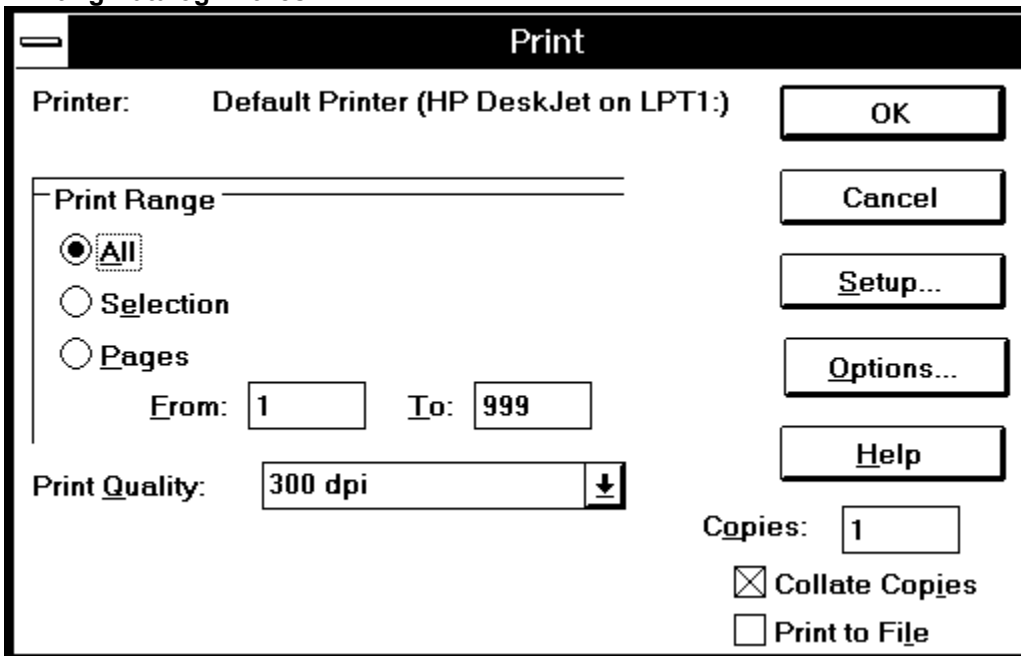 Print
Printer: Default Printer (HP DeskJet on LPT1:)
OK
Print Range
Cancel
All
Setup...
Selection
Pages
Options...
From: 1 To: 999
Help
Print Quality: 300 dpi
Copies: 1
Collate Copies
Print to File